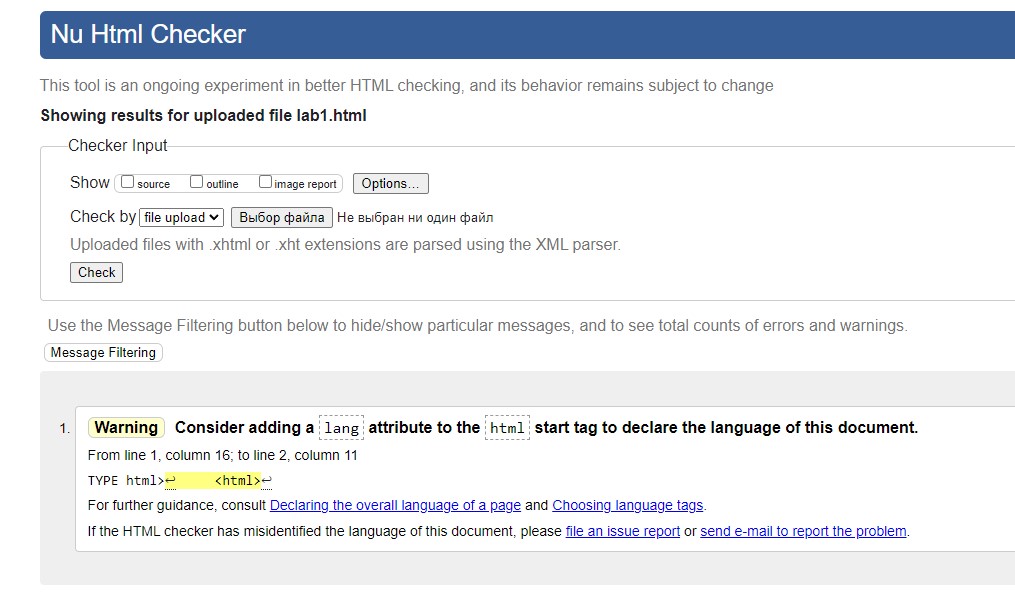 Nu Html Checker
This tool is an ongoing experiment in better HTML checking, and its behavior remains subject to change
Showing results for uploaded file lab1.html
Checker Input
Show source outline image report Options...
Check by file upload Выбор файла Не выбран ни один файл
Uploaded files with .xhtml or .xht extensions are parsed using the XML parser.
Check
Use the Message Filtering button below to hide/show particular messages, and to see total counts of errors and warnings.
Message Filtering
1. Warning Consider adding a lang attribute to the html start tag to declare the language of this document.
From line 1, column 16; to line 2, column 11
TYPE html>↩ <html>↩
For further guidance, consult Declaring the overall language of a page and Choosing language tags.
If the HTML checker has misidentified the language of this document, please file an issue report or send e-mail to report the problem.